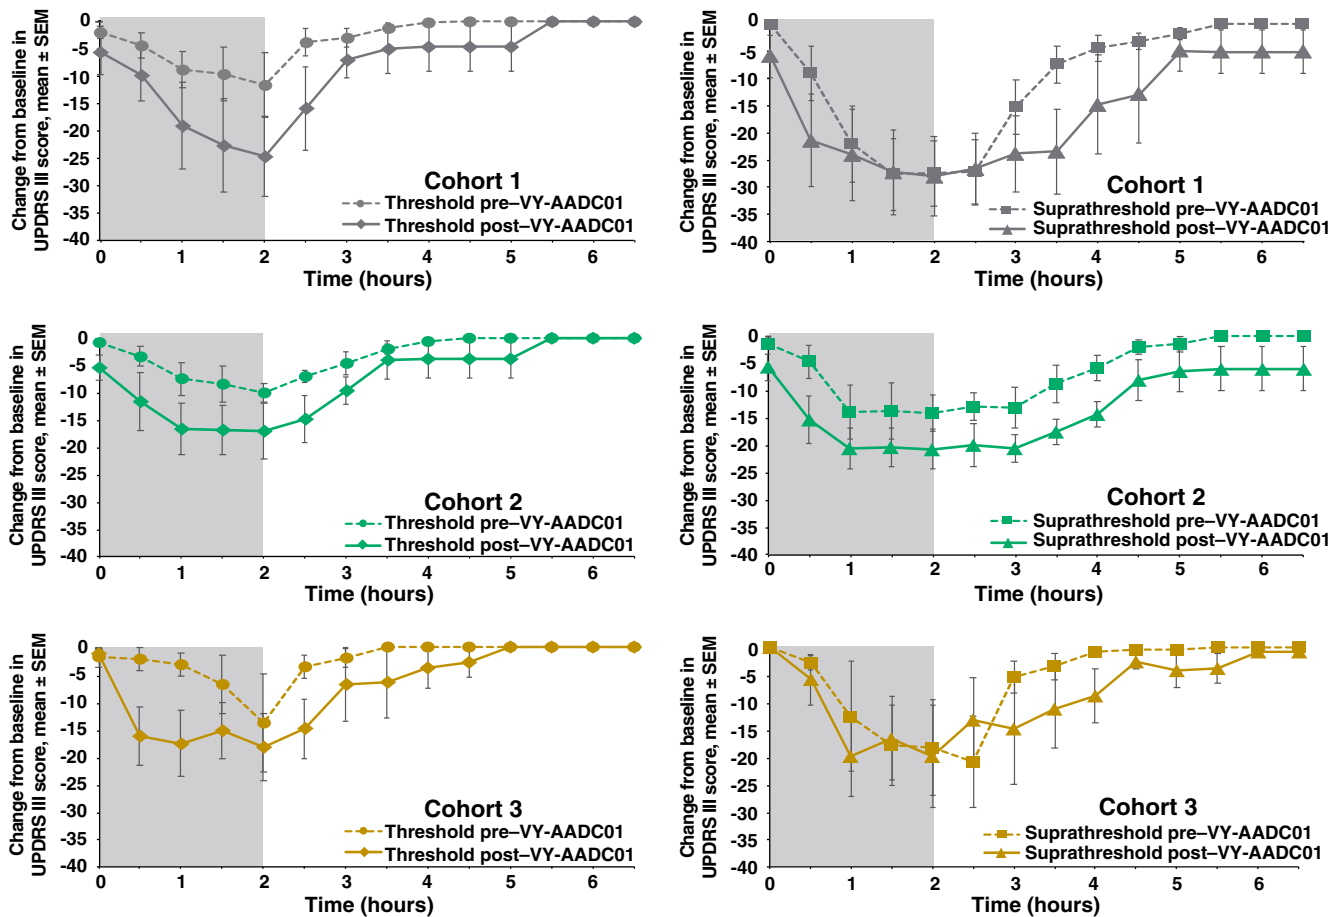 Change from baseline in
UPDRS III score, mean ± SEM
0
-5
-10
-15
-20
-25
-30
-35
-40
Cohort 1
Threshold pre–VY-AADC01
Threshold post–VY-AADC01
0 1 2 3 4 5 6
Time (hours)
Change from baseline in
UPDRS III score, mean ± SEM
0
-5
-10
-15
-20
-25
-30
-35
-40
Cohort 1
Suprathreshold pre–VY-AADC01
Suprathreshold post–VY-AADC01
0 1 2 3 4 5 6
Time (hours)
Change from baseline in
UPDRS III score, mean ± SEM
0
-5
-10
-15
-20
-25
-30
-35
-40
Cohort 2
Threshold pre–VY-AADC01
Threshold post–VY-AADC01
0 1 2 3 4 5 6
Time (hours)
Change from baseline in
UPDRS III score, mean ± SEM
0
-5
-10
-15
-20
-25
-30
-35
-40
Cohort 2
Suprathreshold pre–VY-AADC01
Suprathreshold post–VY-AADC01
0 1 2 3 4 5 6
Time (hours)
Change from baseline in
UPDRS III score, mean ± SEM
0
-5
-10
-15
-20
-25
-30
-35
-40
Cohort 3
Threshold pre–VY-AADC01
Threshold post–VY-AADC01
0 1 2 3 4 5 6
Time (hours)
Change from baseline in
UPDRS III score, mean ± SEM
0
-5
-10
-15
-20
-25
-30
-35
-40
Cohort 3
Suprathreshold pre–VY-AADC01
Suprathreshold post–VY-AADC01
0 1 2 3 4 5 6
Time (hours)